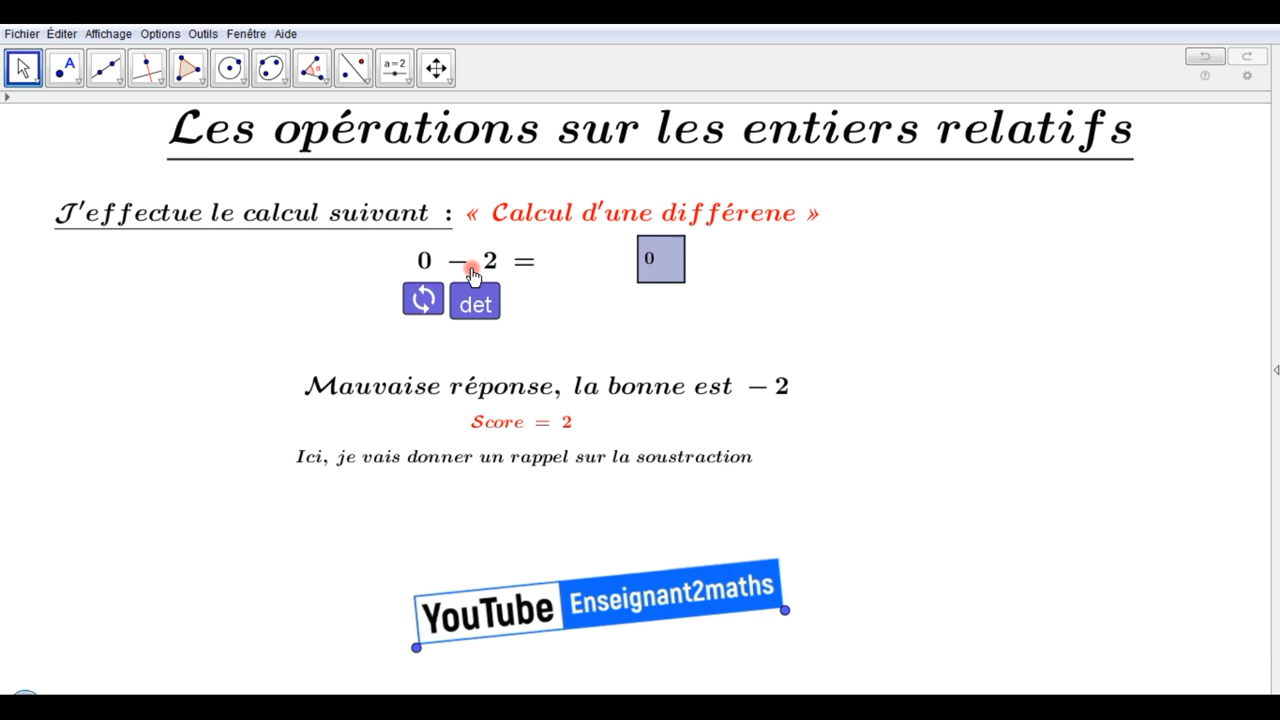 Fichier Éditer Affichage Options Outils Fenêtre Aide
A
a=2
Les opérations sur les entiers relatifs
J'effectue le calcul suivant : « Calcul d'une différene »
0 − 2 = 0
det
Mauvaise réponse, la bonne est − 2
Score = 2
Ici, je vais donner un rappel sur la soustraction
YouTube Enseignant2maths